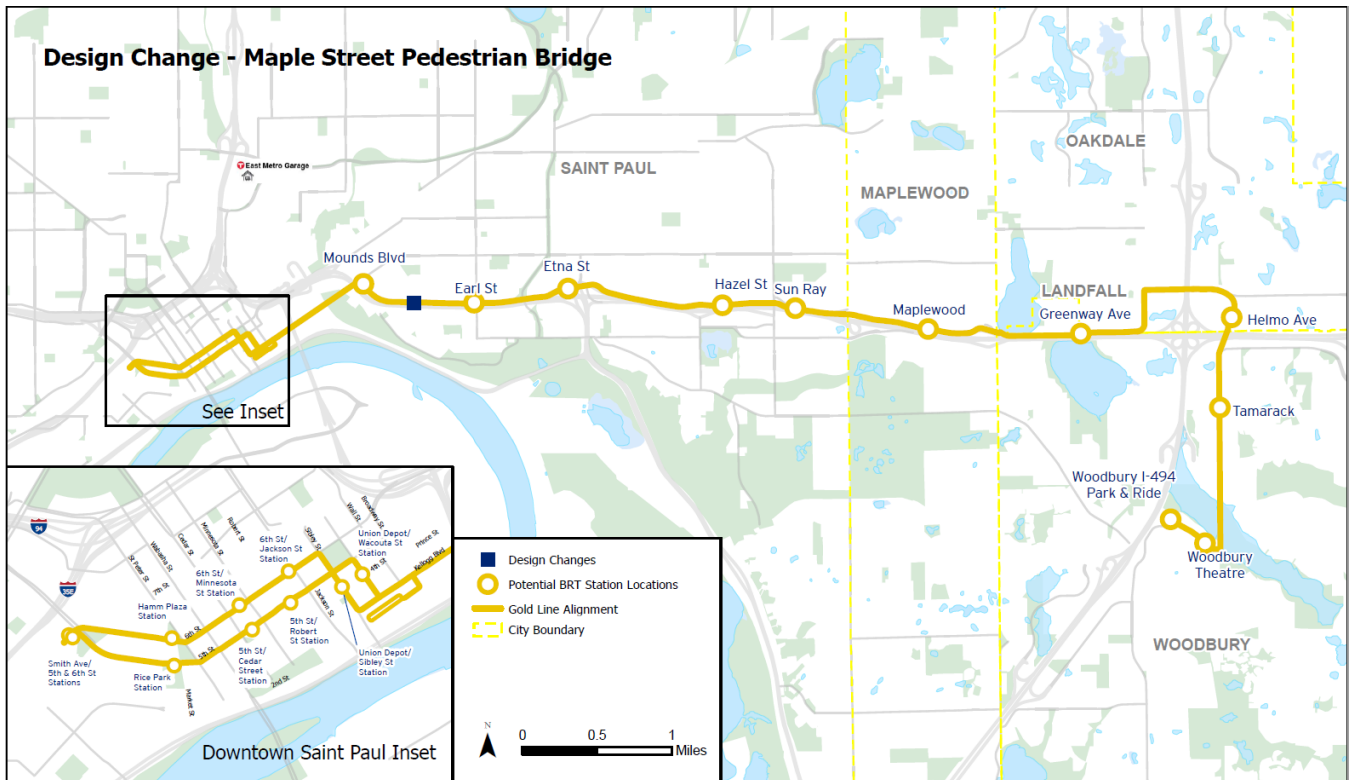 Design Change - Maple Street Pedestrian Bridge
East Metro Garage
SAINT PAUL
MAPLEWOOD
OAKDALE
LANDFALL
WOODBURY
Mounds Blvd
Earl St
Etna St
Hazel St
Sun Ray
Maplewood
Greenway Ave
Helmo Ave
Tamarack
Woodbury I-494
Park & Ride
Woodbury
Theatre
See Inset
94
35E
St Peter St
Wabasha St
Cedar St
Minnesota St
Robert St
7th St
Sibley St
Wall St
Broadway St
Prince St
Kellogg Blvd
4th St
Jackson St
6th St
5th St
2nd St
Market St
6th St/
Jackson St
Station
Union Depot/
Wacouta St
Station
6th St/
Minnesota
St Station
Hamm Plaza
Station
5th St/
Robert
St Station
5th St/
Cedar
Street
Station
Union Depot/
Sibley St
Station
Smith Ave/
5th & 6th St
Stations
Rice Park
Station
Downtown Saint Paul Inset
Design Changes
Potential BRT Station Locations
Gold Line Alignment
City Boundary
N
0 0.5 1
Miles